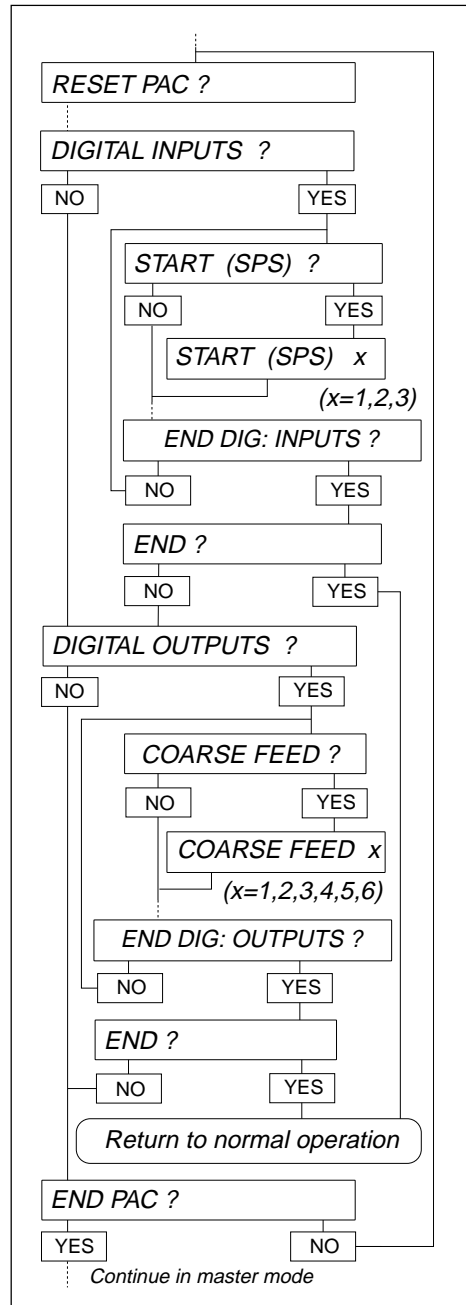 RESET PAC ?
DIGITAL INPUTS ?
NO YES
START (SPS) ?
NO YES
START (SPS) x
(x=1,2,3)
END DIG: INPUTS ?
NO YES
END ?
NO YES
DIGITAL OUTPUTS ?
NO YES
COARSE FEED ?
NO YES
COARSE FEED x
(x=1,2,3,4,5,6)
END DIG: OUTPUTS ?
NO YES
END ?
NO YES
Return to normal operation
END PAC ?
YES NO
Continue in master mode